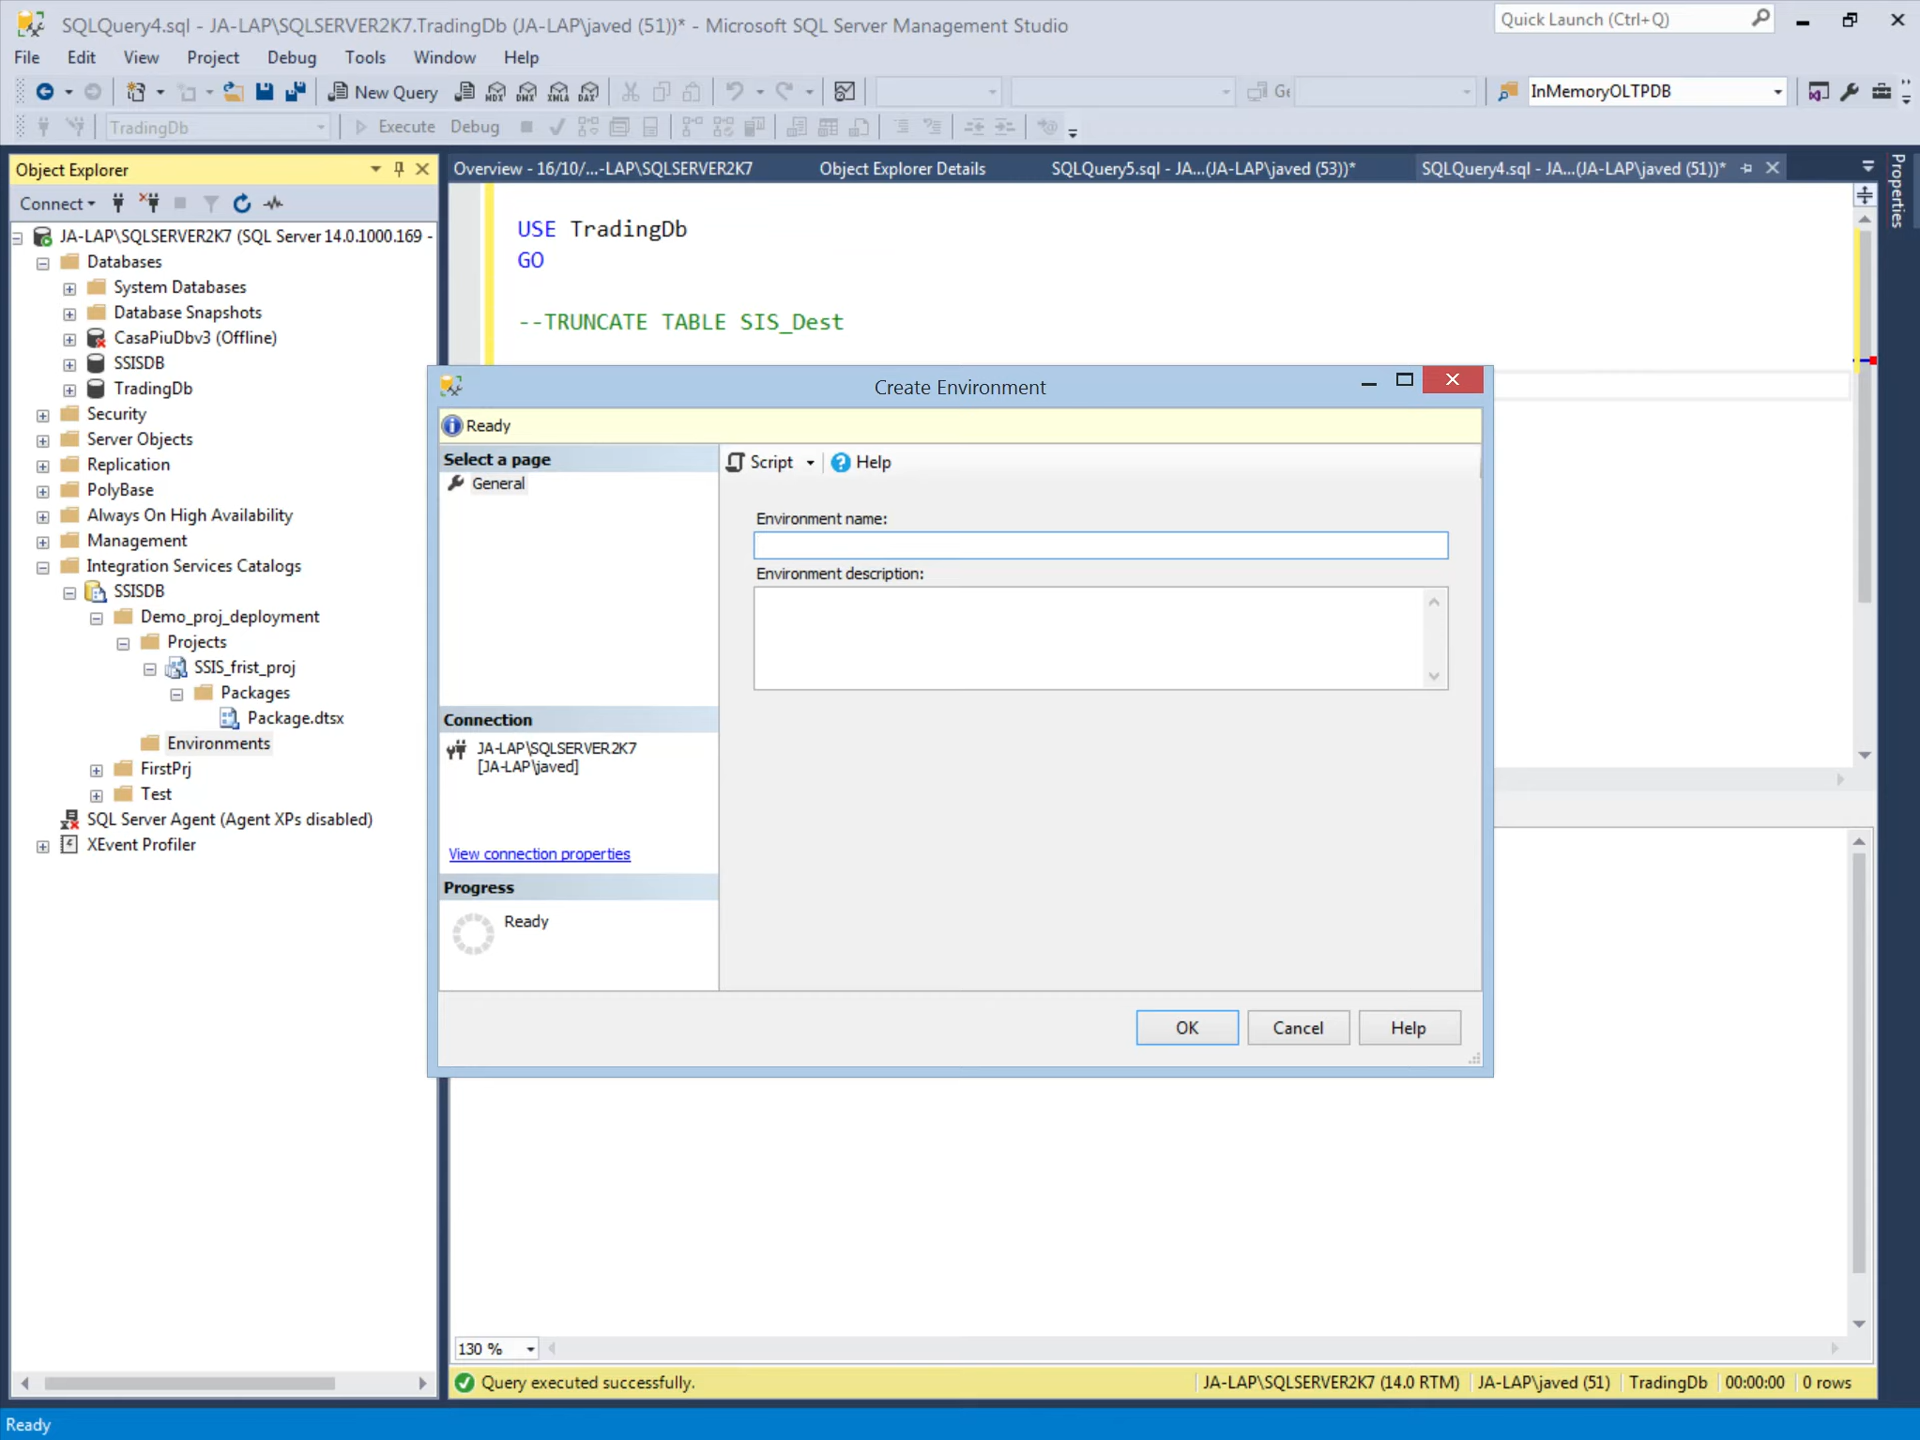 SQLQuery4.sql - JA-LAP\SQLSERVER2K7.TradingDb (JA-LAP\javed (51))* - Microsoft SQL Server Management Studio
Quick Launch (Ctrl+Q)
File Edit View Project Debug Tools Window Help
New Query
MDX DMX XMLA DAX
Ge
InMemoryOLTPDB
TradingDb
Execute Debug
Object Explorer
Overview - 16/10/...-LAP\SQLSERVER2K7
Object Explorer Details
SQLQuery5.sql - JA...(JA-LAP\javed (53))*
SQLQuery4.sql - JA...(JA-LAP\javed (51))*
Properties
Connect
JA-LAP\SQLSERVER2K7 (SQL Server 14.0.1000.169 -
Databases
System Databases
Database Snapshots
CasaPiuDbv3 (Offline)
SSISDB
TradingDb
Security
Server Objects
Replication
PolyBase
Always On High Availability
Management
Integration Services Catalogs
SSISDB
Demo_proj_deployment
Projects
SSIS_frist_proj
Packages
Package.dtsx
Environments
FirstPrj
Test
SQL Server Agent (Agent XPs disabled)
XEvent Profiler
USE TradingDb
GO
--TRUNCATE TABLE SIS_Dest
Create Environment
Ready
Select a page
General
Script
Help
Environment name:
Environment description:
Connection
JA-LAP\SQLSERVER2K7
[JA-LAP\javed]
View connection properties
Progress
Ready
OK
Cancel
Help
130 %
Query executed successfully.
JA-LAP\SQLSERVER2K7 (14.0 RTM)
JA-LAP\javed (51)
TradingDb
00:00:00
0 rows
Ready